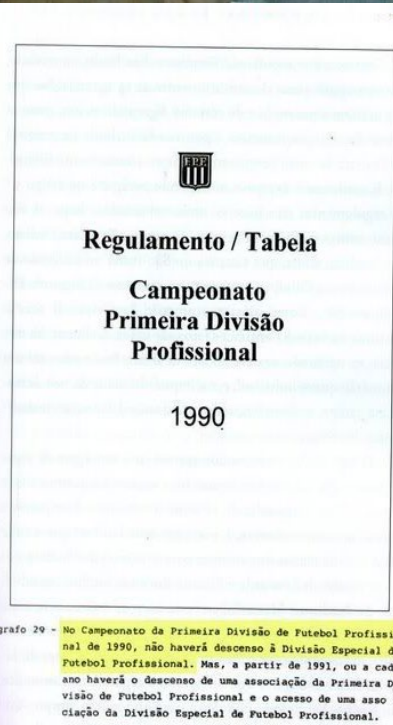 FPF
Regulamento / Tabela
Campeonato
Primeira Divisão
Profissional
1990
grafo 2º - No Campeonato da Primeira Divisão de Futebol Profissi
nal de 1990, não haverá descenso à Divisão Especial d
Futebol Profissional. Mas, a partir de 1991, ou a cad
ano haverá o descenso de uma associação da Primeira D
visão de Futebol Profissional e o acesso de uma asso
ciação da Divisão Especial de Futebol Profissional.